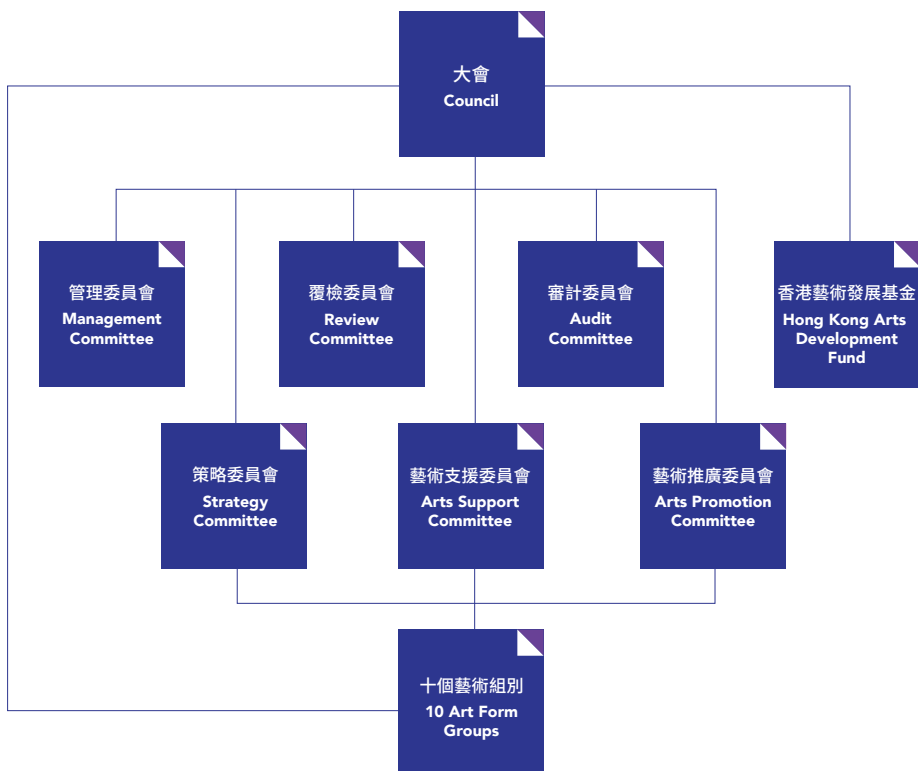 大會
Council
管理委員會
Management
Committee
覆檢委員會
Review
Committee
審計委員會
Audit
Committee
香港藝術發展基金
Hong Kong Arts
Development
Fund
策略委員會
Strategy
Committee
藝術支援委員會
Arts Support
Committee
藝術推廣委員會
Arts Promotion
Committee
十個藝術組別
10 Art Form
Groups